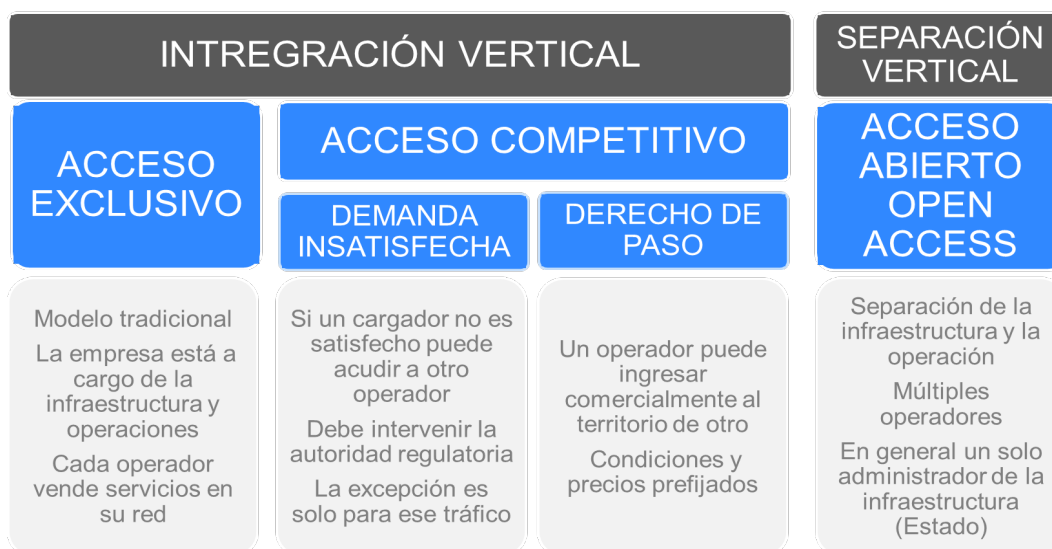 INTREGRACIÓN VERTICAL
SEPARACIÓN
VERTICAL
ACCESO
EXCLUSIVO
ACCESO COMPETITIVO
DEMANDA
INSATISFECHA
DERECHO DE
PASO
ACCESO
ABIERTO
OPEN
ACCESS
Modelo tradicional
La empresa está a
cargo de la
infraestructura y
operaciones
Cada operador
vende servicios en
su red
Si un cargador no es
satisfecho puede
acudir a otro
operador
Debe intervenir la
autoridad regulatoria
La excepción es
solo para ese tráfico
Un operador puede
ingresar
comercialmente al
territorio de otro
Condiciones y
precios prefijados
Separación de la
infraestructura y la
operación
Múltiples
operadores
En general un solo
administrador de la
infraestructura
(Estado)